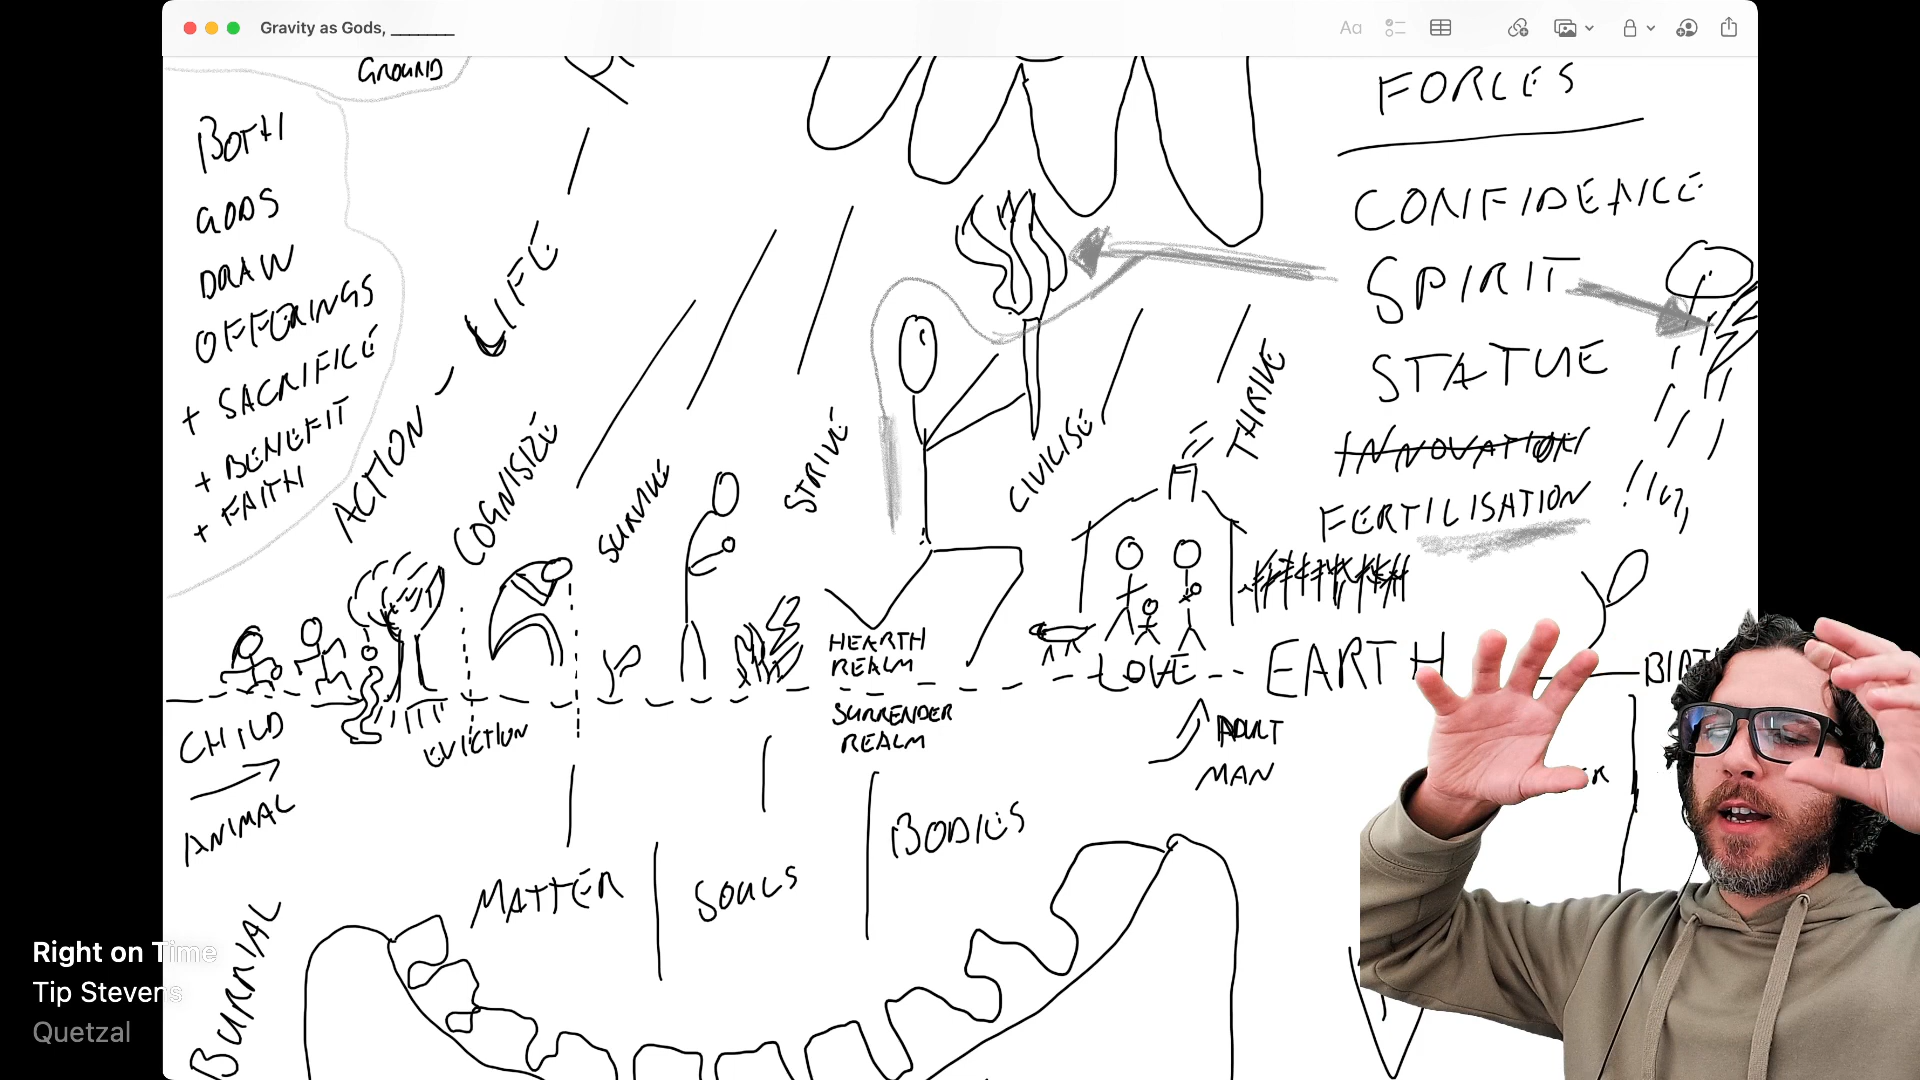 Gravity as Gods, _______
Aa
GROUND
BOTH
GODS
DRAW
OFFERINGS
+ SACRIFICE
+ BENEFIT
+ FAITH
ACTION - LIFE
COGNISIZE
SURVIVE
STRIVE
CIVILISE
THRIVE
FORCES
CONFIDENCE
SPIRIT
STATUE
INNOVATION
FERTILISATION
HEARTH
REALM
SURRENDER
REALM
LOVE
EARTH
CHILD
ANIMAL
EVICTION
ADULT
MAN
MATTER
SOULS
BODIES
BURNIAL
Right on Time
Tip Stevens
Quetzal